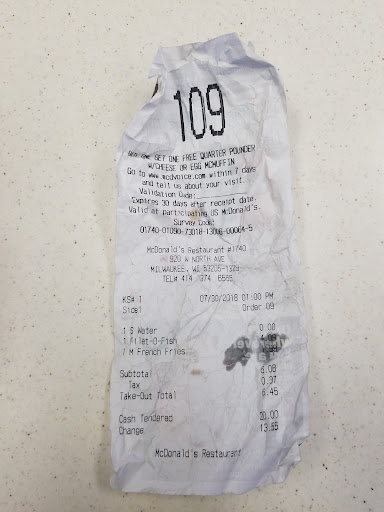 109
BUY ONE GET ONE FREE QUARTER POUNDER
W/CHEESE OR EGG MCMUFFIN
Go to www.mcdvoice.com within 7 days
and tell us about your visit.
Validation Code:
Expires 30 days after receipt date.
Valid at participating US McDonald's.
Survey Code:
01740-01090-73018-13006-00064-5
McDonald's Restaurant #1740
920 W NORTH AVE
MILWAUKEE, WI 53205-1329
TEL# 414 374 6565
KS# 1 07/30/2018 01:00 PM
Side1 Order 09
1 S Water 0.00
1 Filet-O-Fish
1 M French Fries
Subtotal 6.08
Tax 0.37
Take-Out Total 6.45
Cash Tendered 20.00
Change 13.55
McDonald's Restaurant